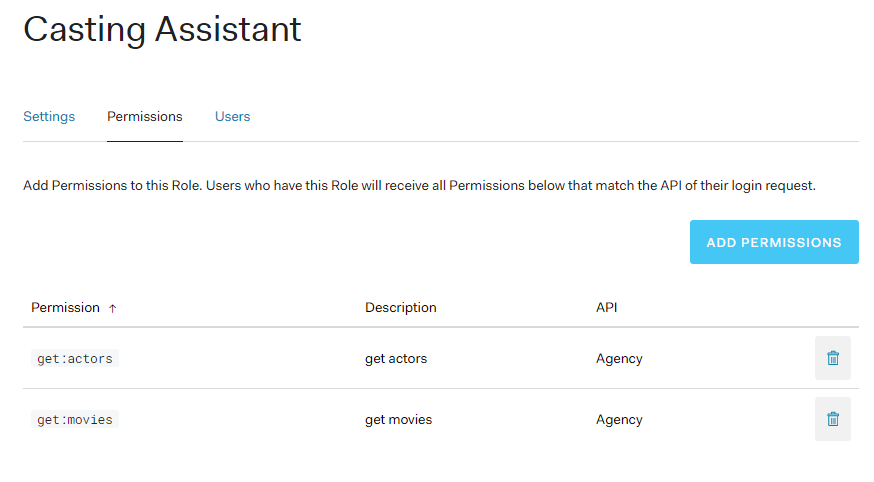 Casting Assistant
Settings Permissions Users
Add Permissions to this Role. Users who have this Role will receive all Permissions below that match the API of their login request.
ADD PERMISSIONS
Permission ↑ Description API
get:actors get actors Agency
get:movies get movies Agency